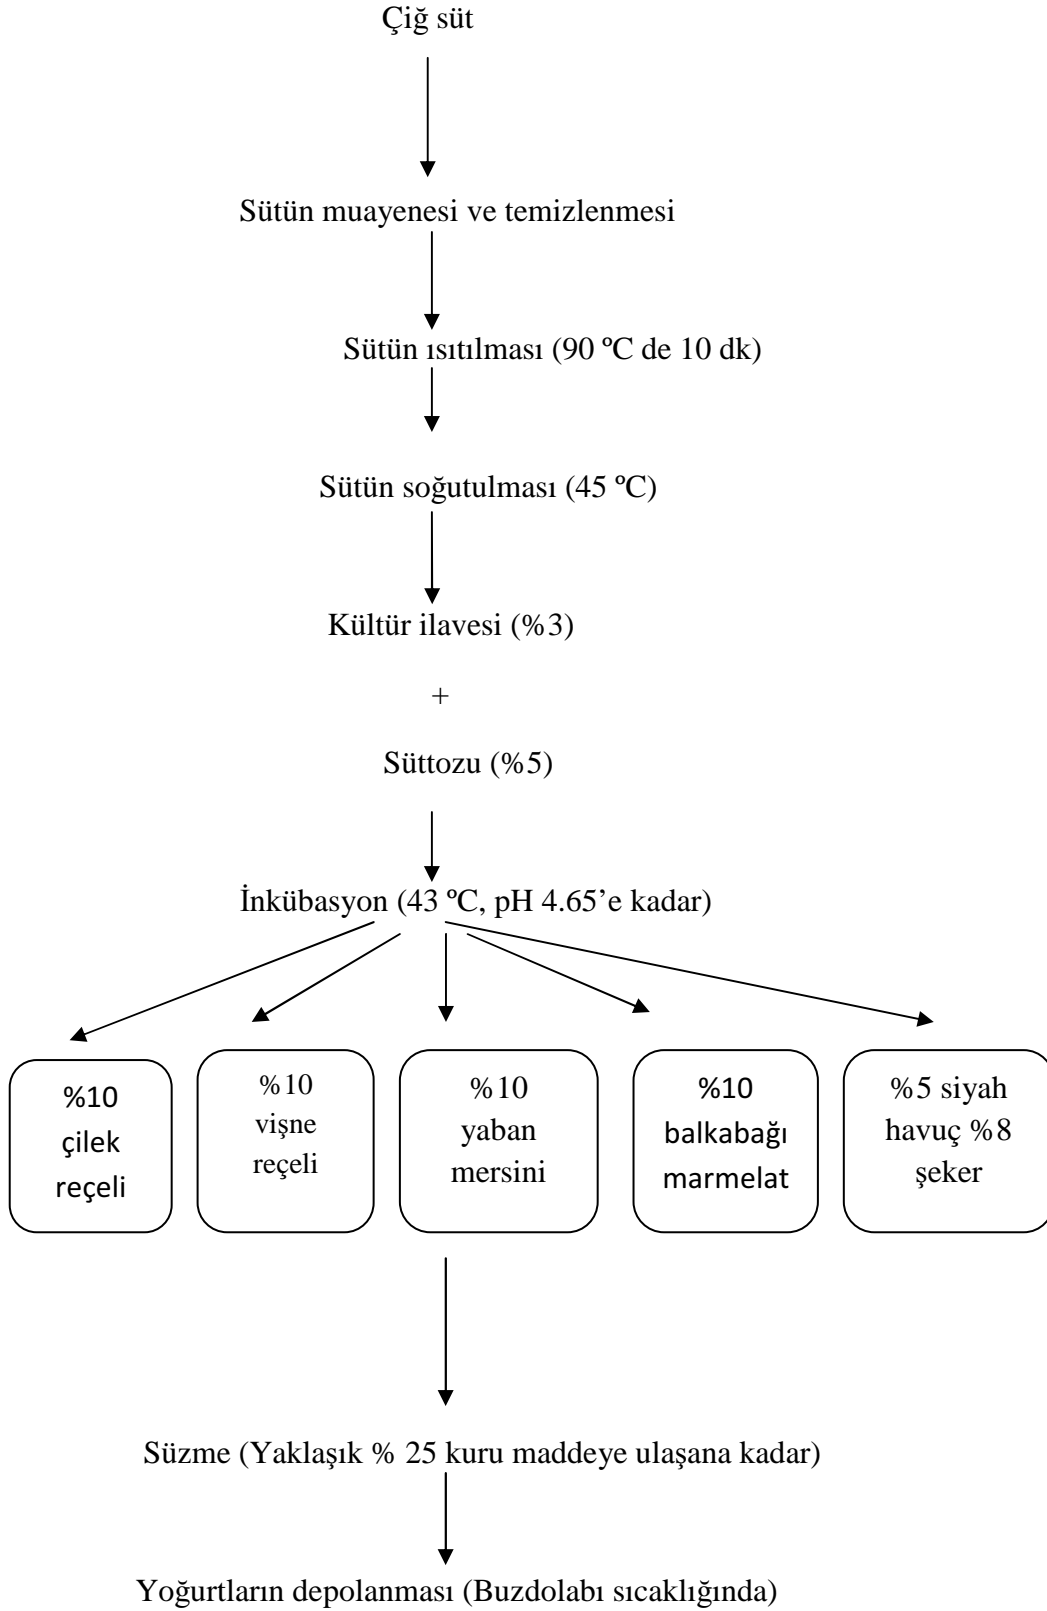 Çiğ süt
Sütün muayenesi ve temizlenmesi
Sütün ısıtılması (90 ºC de 10 dk)
Sütün soğutulması (45 ºC)
Kültür ilavesi (%3)
+
Süttozu (%5)
İnkübasyon (43 ºC, pH 4.65’e kadar)
%10
çilek
reçeli
%10
vişne
reçeli
%10
yaban
mersini
%10
balkabağı
marmelat
%5 siyah
havuç %8
şeker
Süzme (Yaklaşık % 25 kuru maddeye ulaşana kadar)
Yoğurtların depolanması (Buzdolabı sıcaklığında)